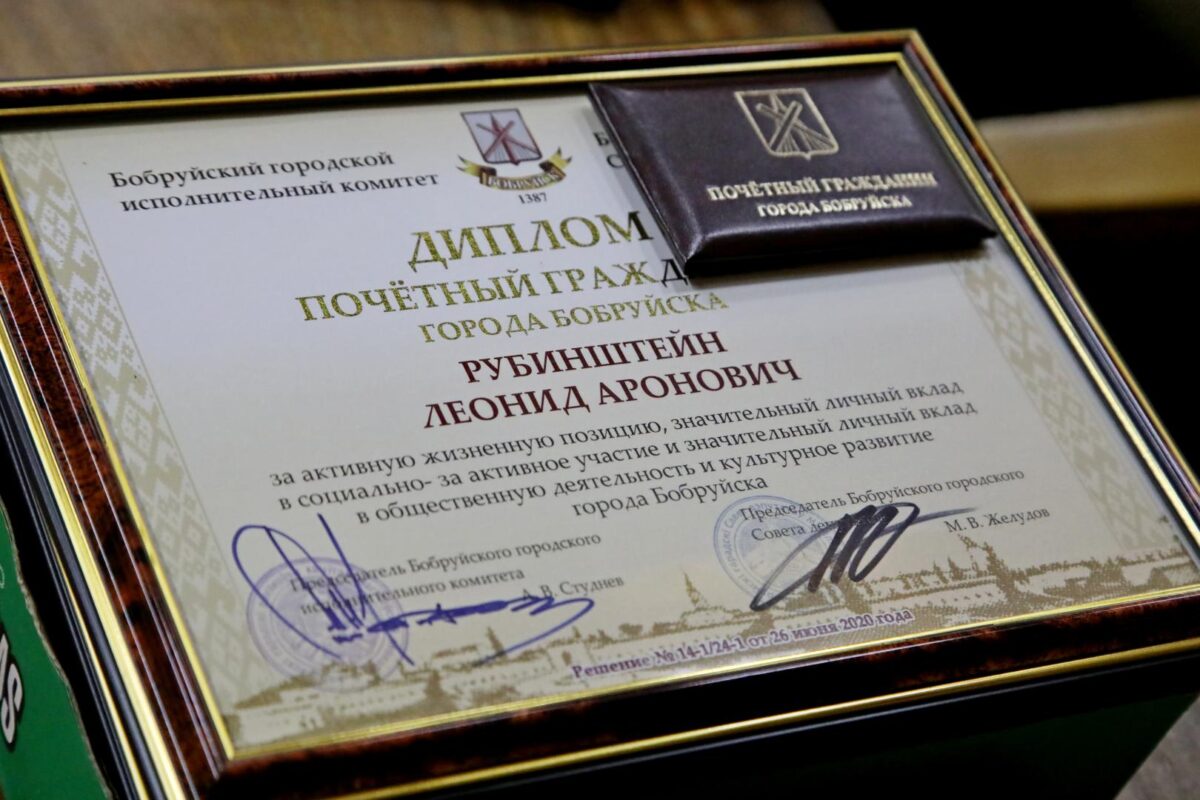 Бобруйский городской
исполнительный комитет
Б
С
БОБРУЙСК
1387
ПОЧЁТНЫЙ ГРАЖДАНИН
ГОРОДА БОБРУЙСКА
ДИПЛОМ
ПОЧЁТНЫЙ ГРАЖД
ГОРОДА БОБРУЙСКА
РУБИНШТЕЙН
ЛЕОНИД АРОНОВИЧ
за активную жизненную позицию, значительный личный вклад
в социально- за активное участие и значительный личный вклад
в общественную деятельность и культурное развитие
города Бобруйска
Председатель Бобруйского городского
исполнительного комитета
А. В. Студнев
Председатель Бобруйского городского
Совета деп
М. В. Желудов
Решение № 14-1/24-1 от 26 июня 2020 года